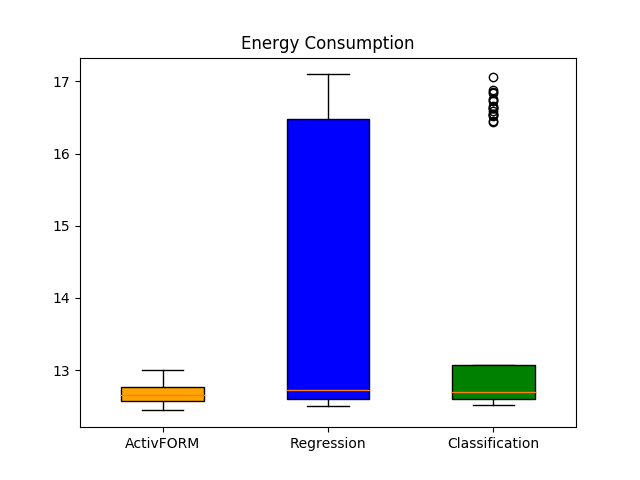 Energy Consumption
17
16
15
14
13
ActivFORM
Regression
Classification